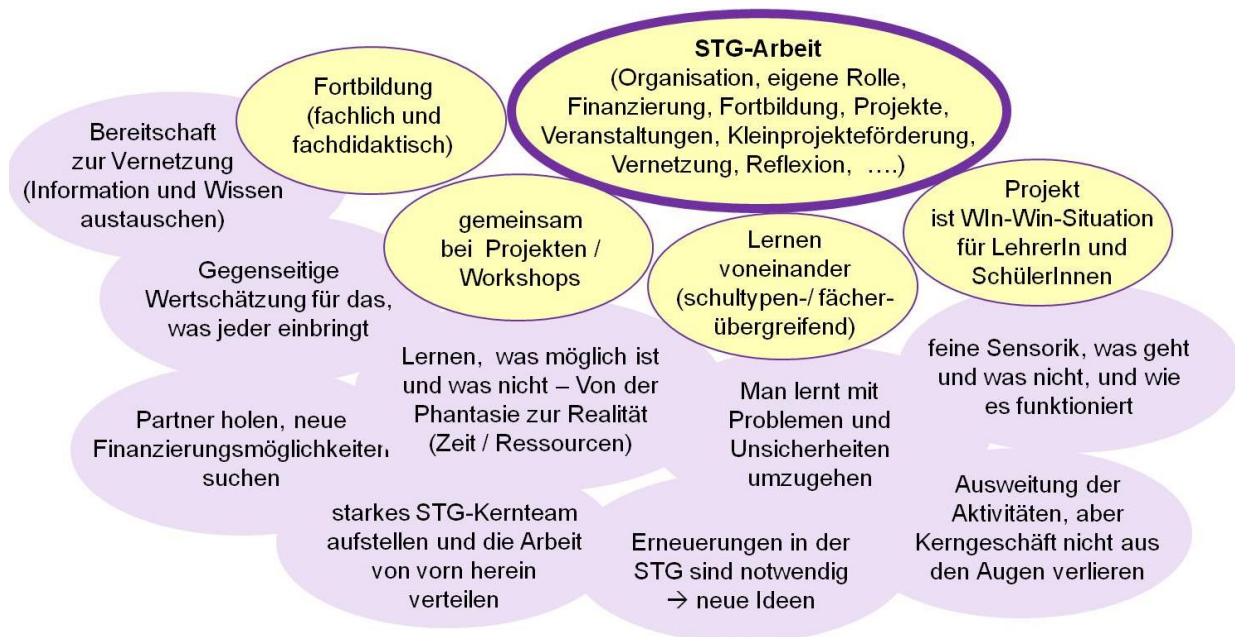 STG-Arbeit
(Organisation, eigene Rolle,
Finanzierung, Fortbildung, Projekte,
Veranstaltungen, Kleinprojekteförderung,
Vernetzung, Reflexion, ….)
Fortbildung
(fachlich und
fachdidaktisch)
Bereitschaft
zur Vernetzung
(Information und Wissen
austauschen)
gemeinsam
bei Projekten /
Workshops
Lernen
voneinander
(schultypen-/ fächer-
übergreifend)
Projekt
ist WIn-Win-Situation
für LehrerIn und
SchülerInnen
Gegenseitige
Wertschätzung für das,
was jeder einbringt
Lernen, was möglich ist
und was nicht – Von der
Phantasie zur Realität
(Zeit / Ressourcen)
Man lernt mit
Problemen und
Unsicherheiten
umzugehen
feine Sensorik, was geht
und was nicht, und wie
es funktioniert
Partner holen, neue
Finanzierungsmöglichkeiten
suchen
starkes STG-Kernteam
aufstellen und die Arbeit
von vorn herein
verteilen
Erneuerungen in der
STG sind notwendig
→ neue Ideen
Ausweitung der
Aktivitäten, aber
Kerngeschäft nicht aus
den Augen verlieren